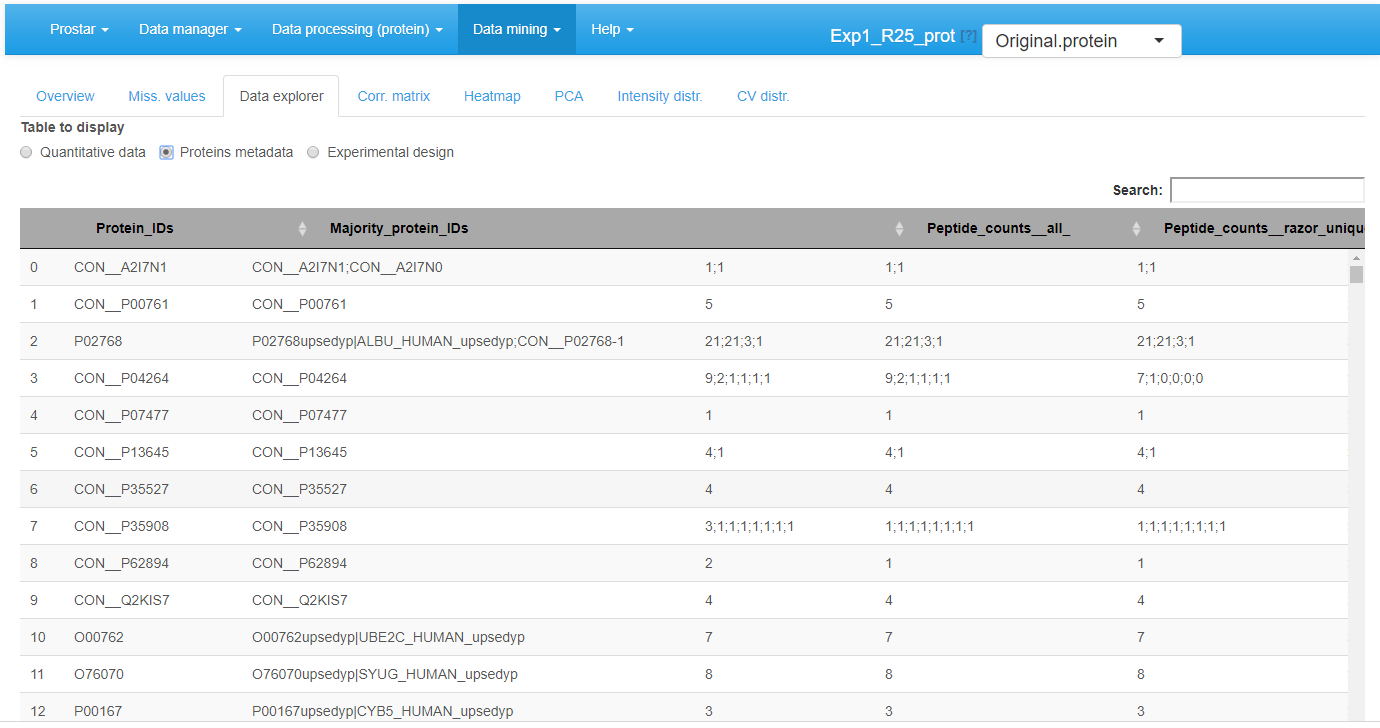 Prostar Data manager Data processing (protein) Data mining Help Exp1_R25_prot [?] Original.protein
Overview Miss. values Data explorer Corr. matrix Heatmap PCA Intensity distr. CV distr.
Table to display
Quantitative data Proteins metadata Experimental design
Search:
Protein_IDs Majority_protein_IDs Peptide_counts__all_ Peptide_counts__razor_uniqu
0 CON__A2I7N1 CON__A2I7N1;CON__A2I7N0 1;1 1;1 1;1
1 CON__P00761 CON__P00761 5 5 5
2 P02768 P02768upsedyp|ALBU_HUMAN_upsedyp;CON__P02768-1 21;21;3;1 21;21;3;1 21;21;3;1
3 CON__P04264 CON__P04264 9;2;1;1;1;1 9;2;1;1;1;1 7;1;0;0;0;0
4 CON__P07477 CON__P07477 1 1 1
5 CON__P13645 CON__P13645 4;1 4;1 4;1
6 CON__P35527 CON__P35527 4 4 4
7 CON__P35908 CON__P35908 3;1;1;1;1;1;1;1 1;1;1;1;1;1;1;1 1;1;1;1;1;1;1;1
8 CON__P62894 CON__P62894 2 1 1
9 CON__Q2KIS7 CON__Q2KIS7 4 4 4
10 O00762 O00762upsedyp|UBE2C_HUMAN_upsedyp 7 7 7
11 O76070 O76070upsedyp|SYUG_HUMAN_upsedyp 8 8 8
12 P00167 P00167upsedyp|CYB5_HUMAN_upsedyp 3 3 3